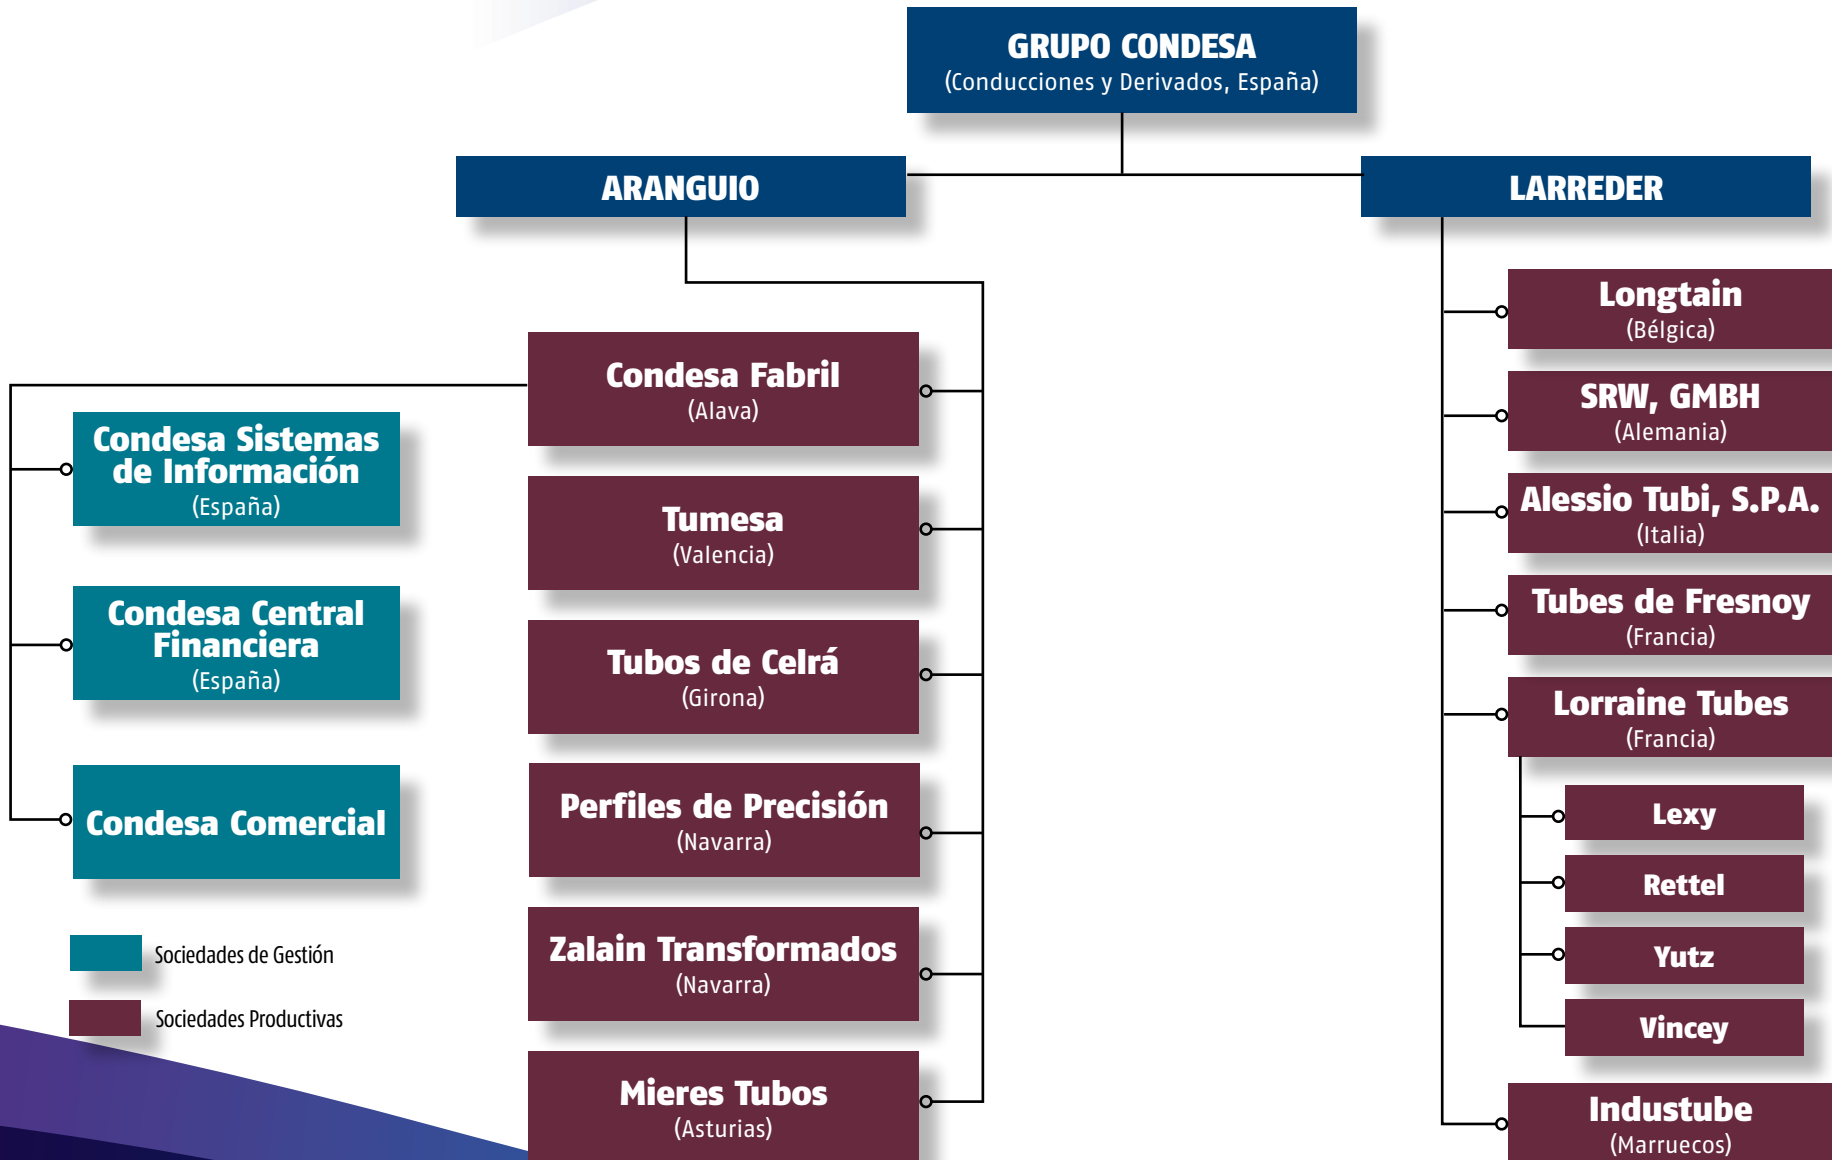 GRUPO CONDESA
(Conducciones y Derivados, España)
ARANGUIO
LARREDER
Condesa Sistemas
de Información
(España)
Condesa Central
Financiera
(España)
Condesa Comercial
Sociedades de Gestión
Sociedades Productivas
Condesa Fabril
(Alava)
Tumesa
(Valencia)
Tubos de Celrá
(Girona)
Perfiles de Precisión
(Navarra)
Zalain Transformados
(Navarra)
Mieres Tubos
(Asturias)
Longtain
(Bélgica)
SRW, GMBH
(Alemania)
Alessio Tubi, S.P.A.
(Italia)
Tubes de Fresnoy
(Francia)
Lorraine Tubes
(Francia)
Lexy
Rettel
Yutz
Vincey
Industube
(Marruecos)